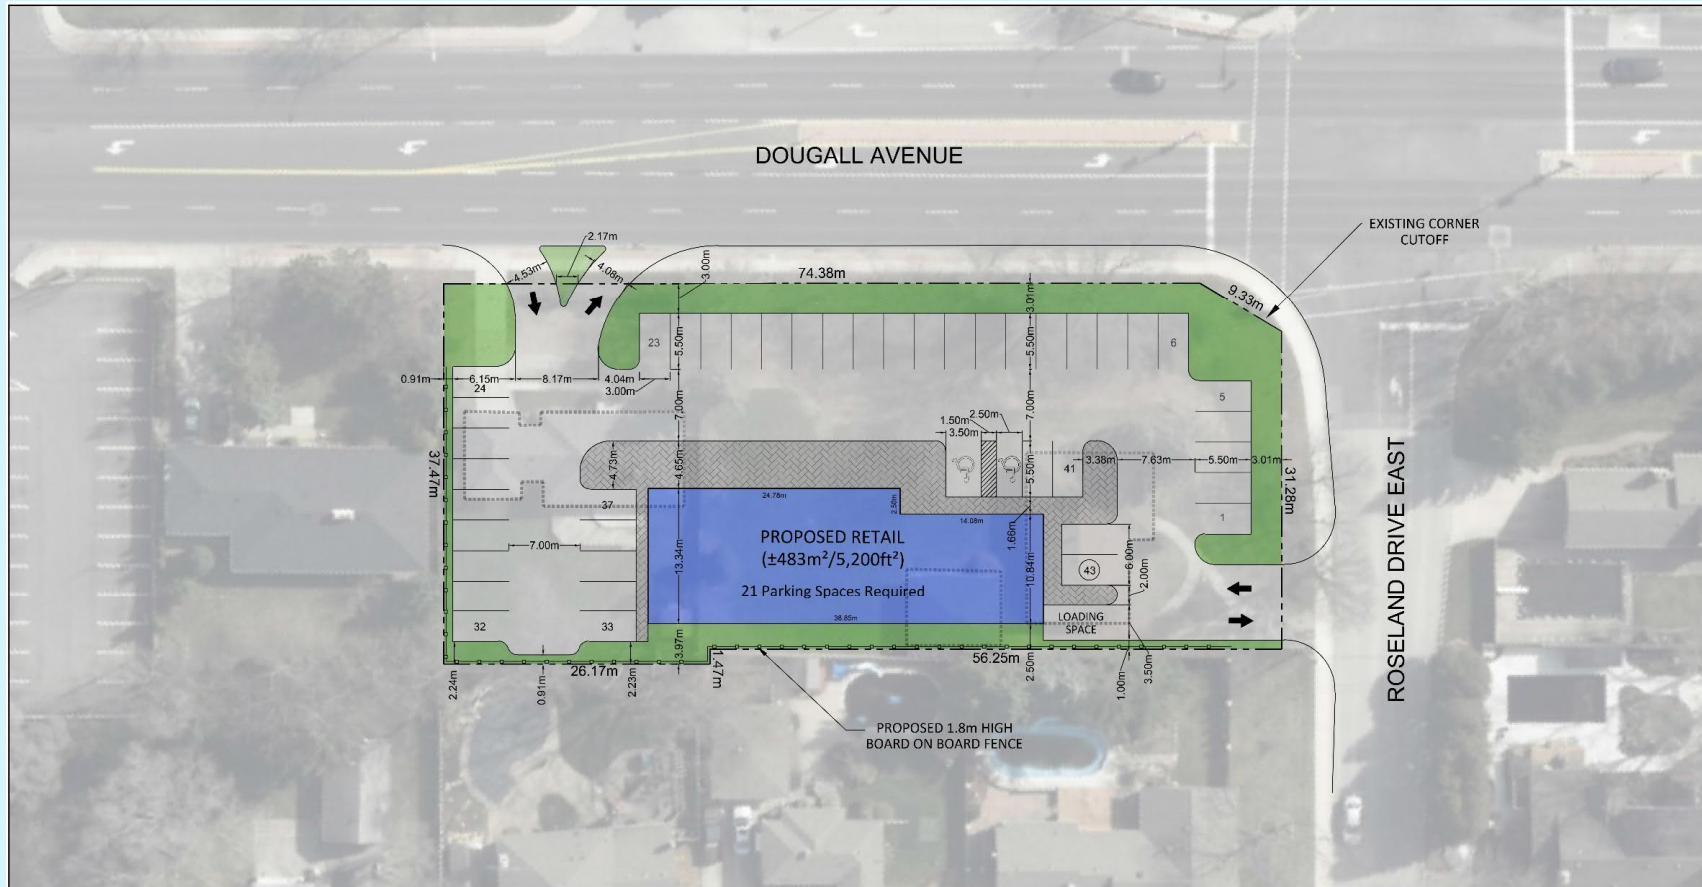 DOUGALL AVENUE
EXISTING CORNER
CUTOFF
2.17m
4.53m
4.08m
3.00m
74.38m
3.01m
9.33m
23
5.50m
5.50m
6
0.91m
6.15m
8.17m
4.04m
3.00m
24
5
7.00m
7.00m
1.50m
2.50m
3.50m
37.47m
4.73m
4.65m
5.50m
41
3.38m
7.63m
5.50m
3.01m
31.28m
ROSELAND DRIVE EAST
37
24.78m
2.50m
14.08m
1.66m
1
7.00m
13.34m
PROPOSED RETAIL
(±483m²/5,200ft²)
21 Parking Spaces Required
10.84m
43
6.00m
2.00m
38.85m
32
33
LOADING
SPACE
3.97m
1.47m
56.25m
26.17m
2.24m
0.91m
2.23m
2.50m
1.00m
3.50m
PROPOSED 1.8m HIGH
BOARD ON BOARD FENCE